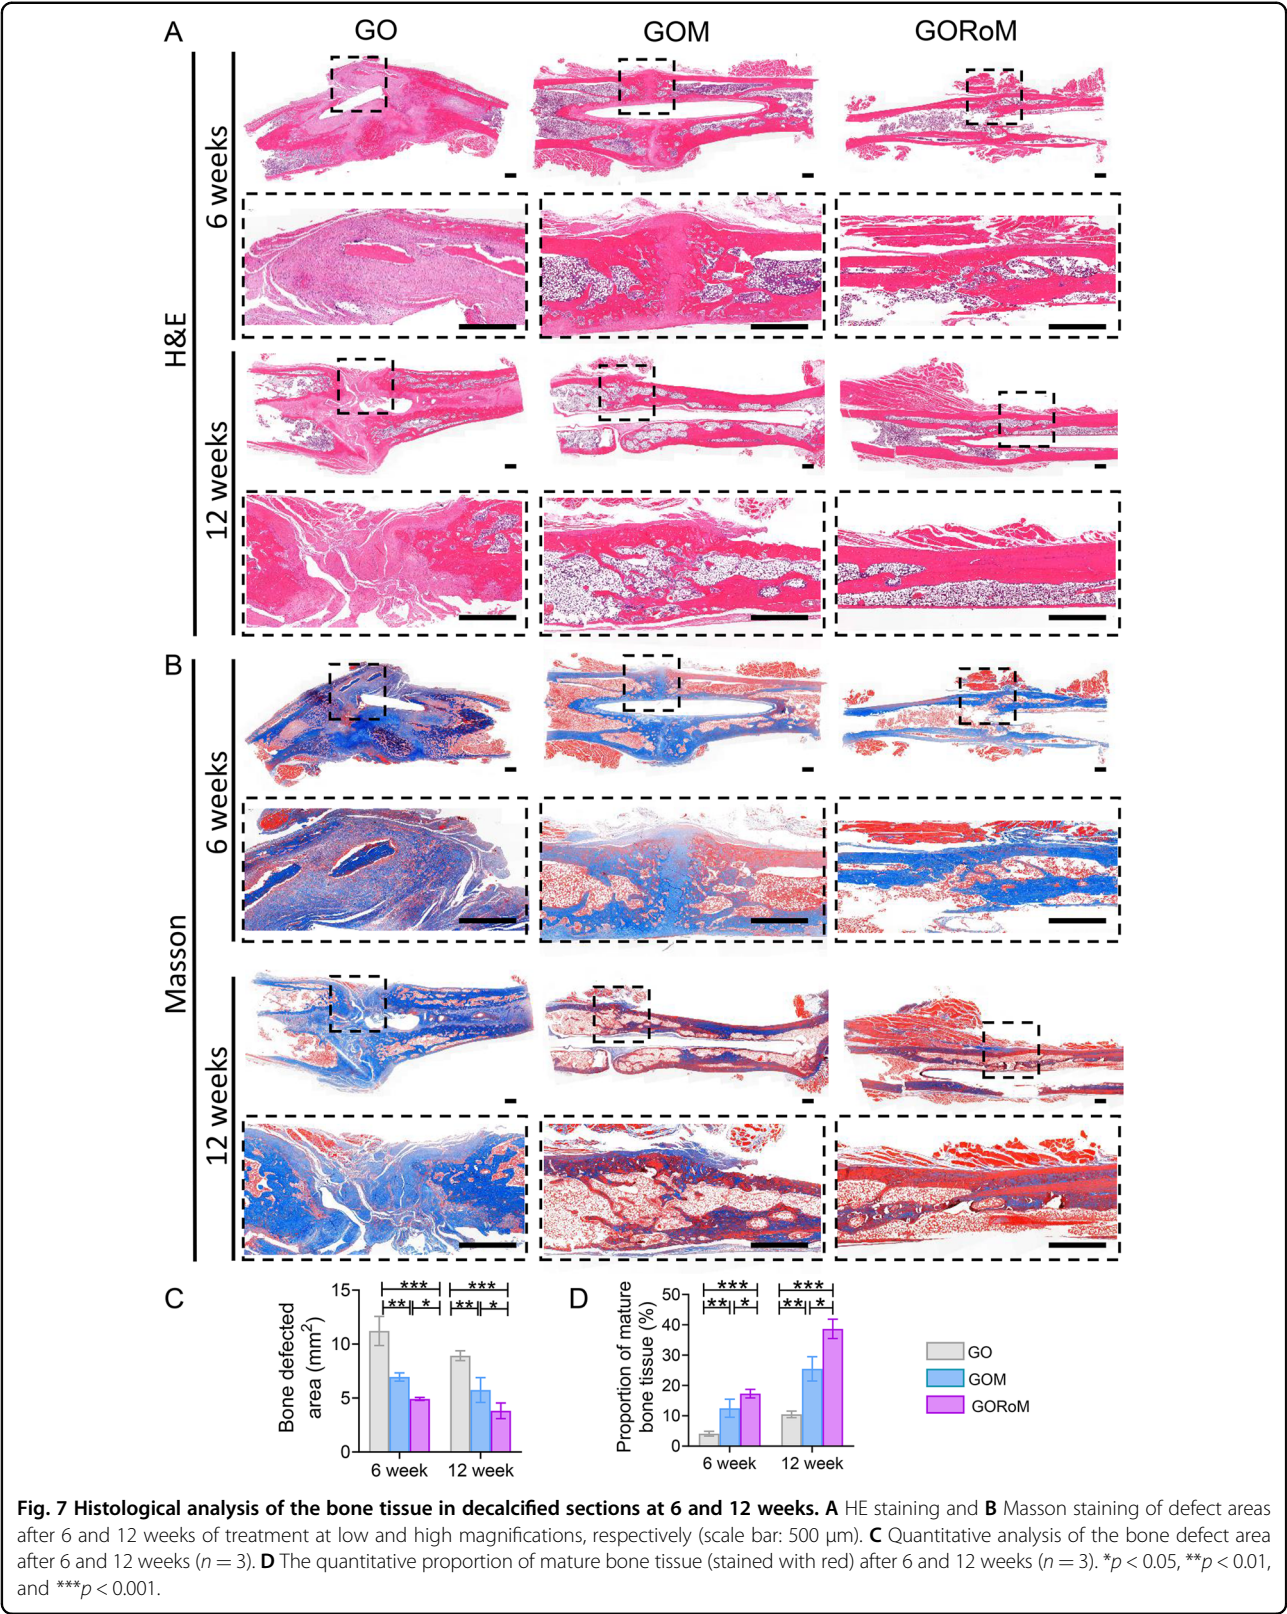 A
GO
GOM
GORoM
H&E
6 weeks
12 weeks
B
Masson
6 weeks
12 weeks
C
Bone defected
area (mm²)
15
10
5
0
*** ***
** * ** *
6 week
12 week
D
Proportion of mature
bone tissue (%)
50
40
30
20
10
0
*** ***
** * ** *
6 week
12 week
GO
GOM
GORoM
Fig. 7 Histological analysis of the bone tissue in decalcified sections at 6 and 12 weeks. A HE staining and B Masson staining of defect areas
after 6 and 12 weeks of treatment at low and high magnifications, respectively (scale bar: 500 μm). C Quantitative analysis of the bone defect area
after 6 and 12 weeks (n = 3). D The quantitative proportion of mature bone tissue (stained with red) after 6 and 12 weeks (n = 3). *p < 0.05, **p < 0.01,
and ***p < 0.001.